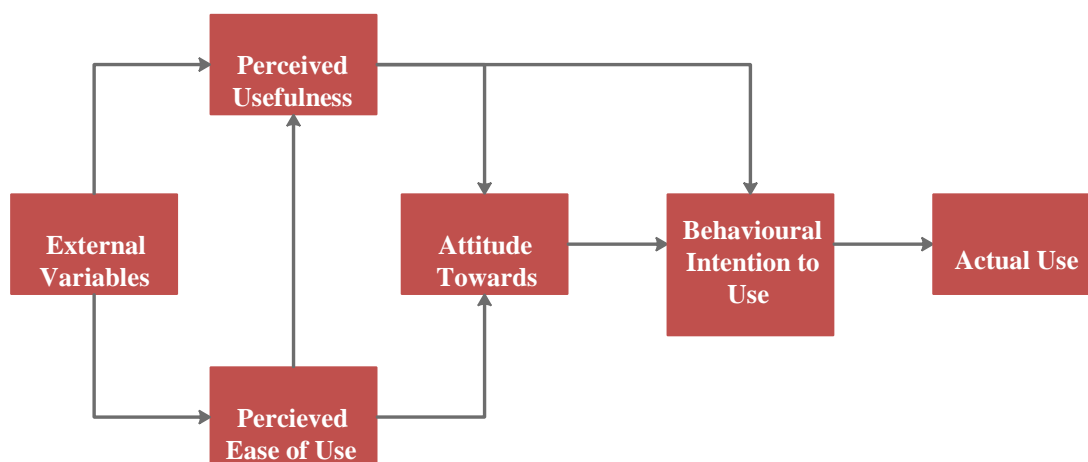 Perceived
Usefulness
External
Variables
Attitude
Towards
Behavioural
Intention to
Use
Actual Use
Percieved
Ease of Use